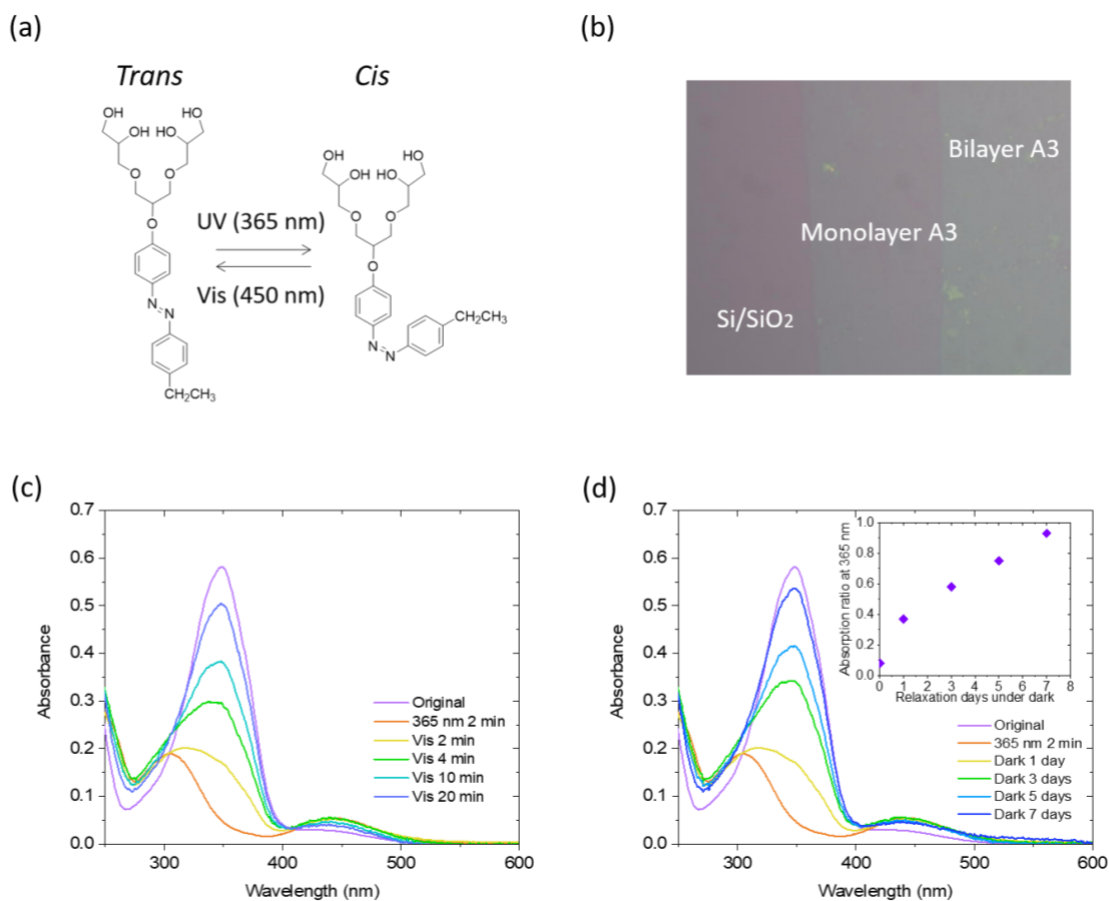 (a)
Trans
Cis
OH
HO
OH HO
O
O
O
N
N
CH₂CH₃
UV (365 nm)
Vis (450 nm)
OH
HO
HO
OH
O
O
O
N
N
CH₂CH₃
(b)
Bilayer A3
Monolayer A3
Si/SiO₂
(c)
0.7
0.6
0.5
0.4
0.3
0.2
0.1
0.0
Absorbance
300
400
500
600
Wavelength (nm)
Original
365 nm 2 min
Vis 2 min
Vis 4 min
Vis 10 min
Vis 20 min
(d)
0.7
0.6
0.5
0.4
0.3
0.2
0.1
0.0
Absorbance
300
400
500
600
Wavelength (nm)
1.0
0.8
0.6
0.4
0.2
0.0
Absorption ratio at 365 nm
0 1 2 3 4 5 6 7 8
Relaxation days under dark
Original
365 nm 2 min
Dark 1 day
Dark 3 days
Dark 5 days
Dark 7 days